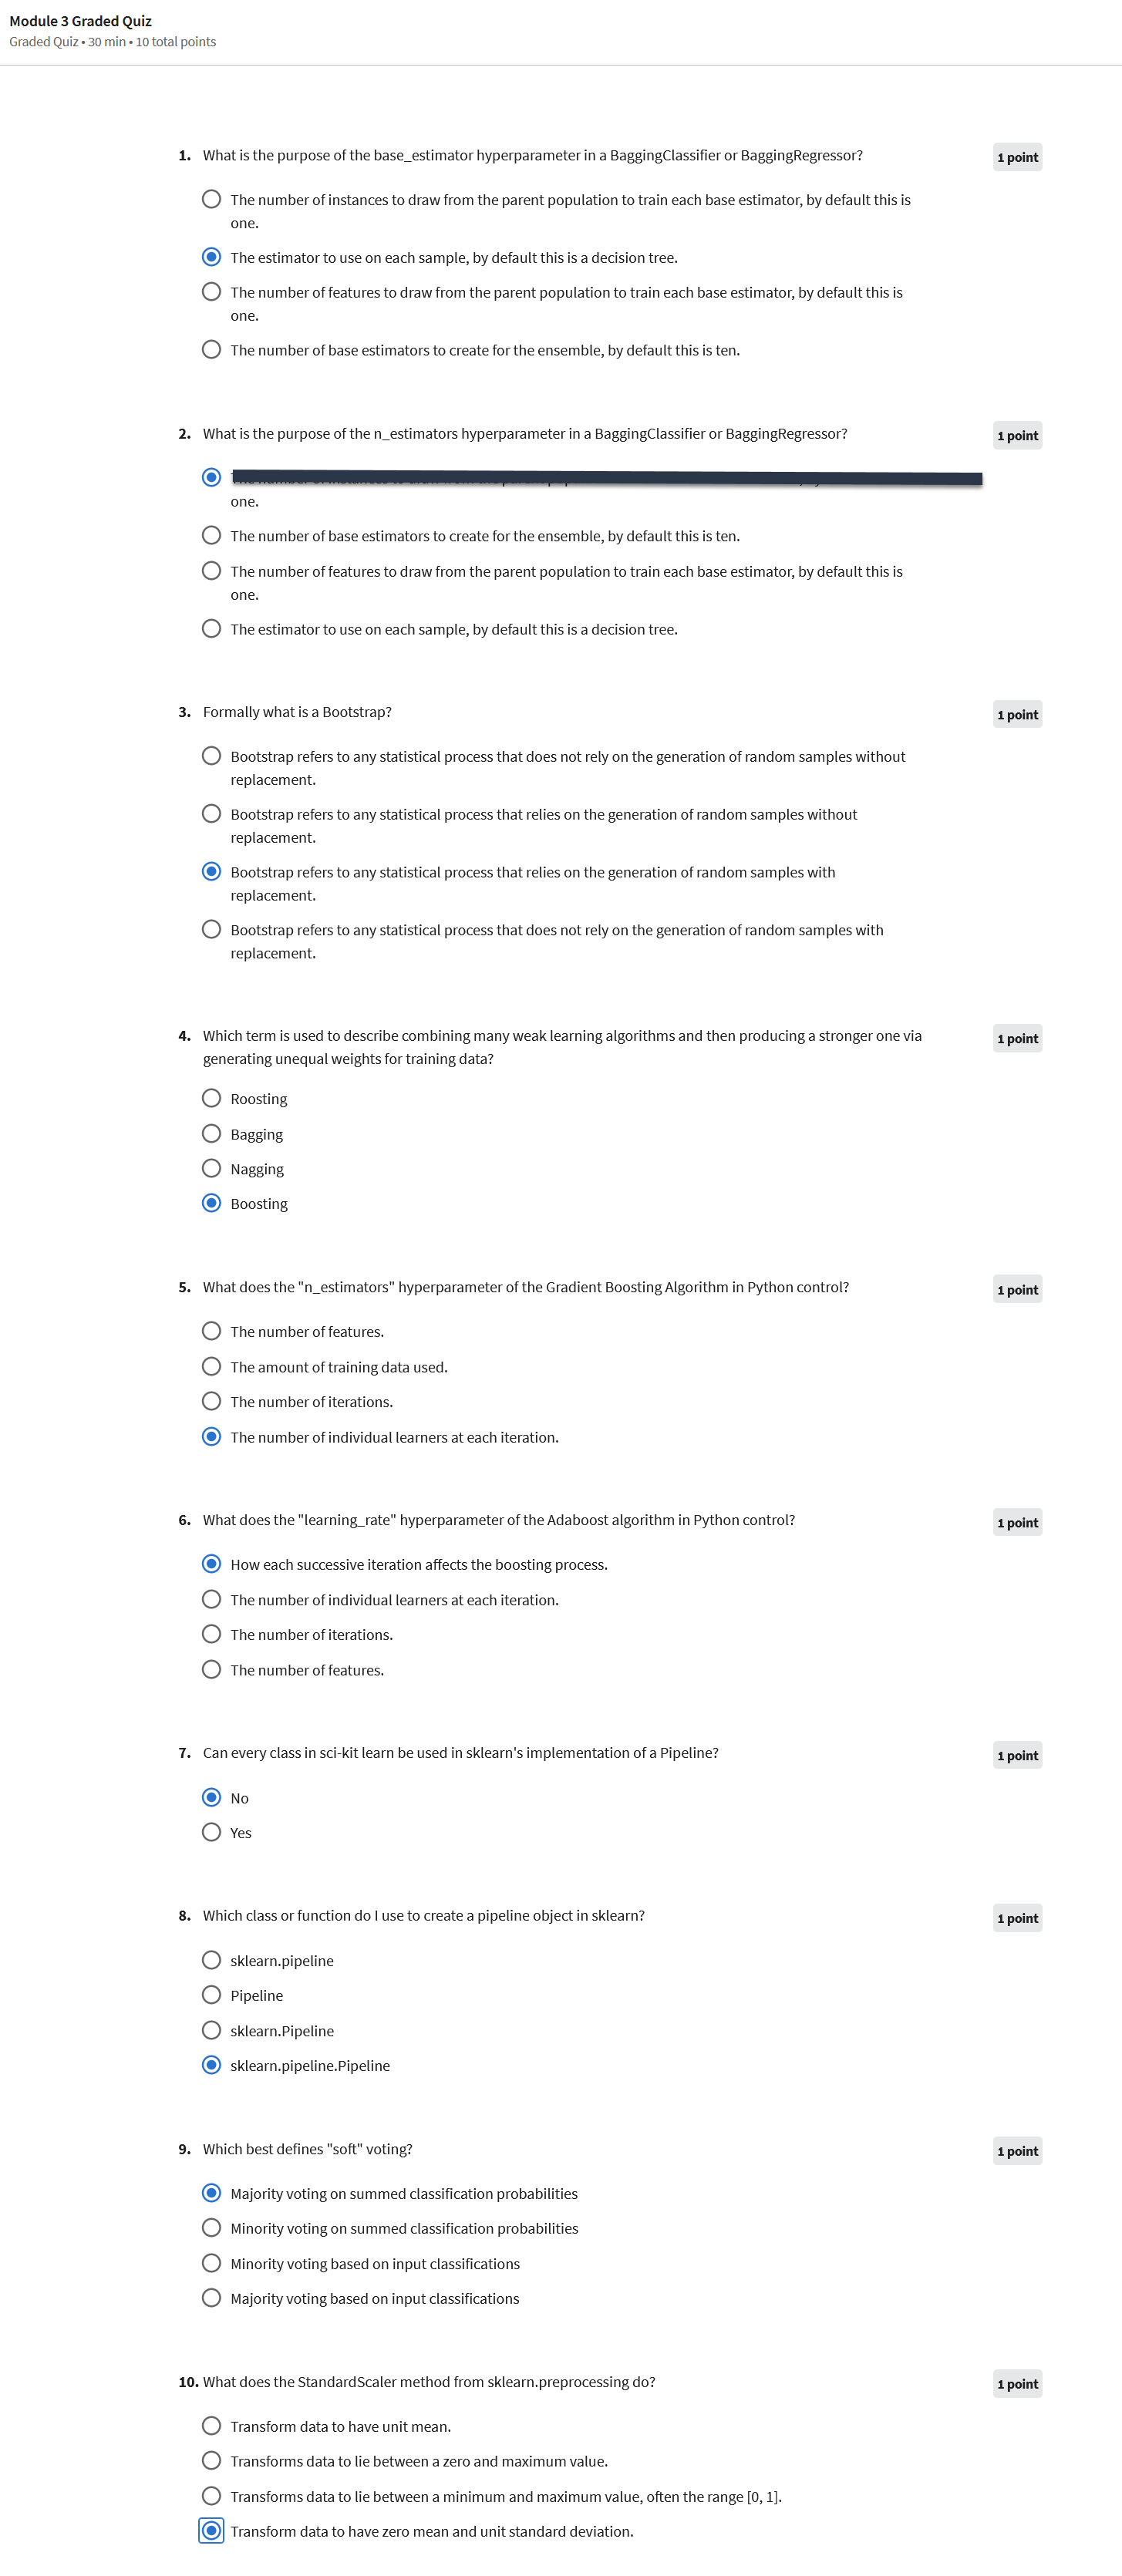 Module 3 Graded Quiz
Graded Quiz • 30 min • 10 total points
1. What is the purpose of the base_estimator hyperparameter in a BaggingClassifier or BaggingRegressor?
1 point
The number of instances to draw from the parent population to train each base estimator, by default this is
one.
The estimator to use on each sample, by default this is a decision tree.
The number of features to draw from the parent population to train each base estimator, by default this is
one.
The number of base estimators to create for the ensemble, by default this is ten.
2. What is the purpose of the n_estimators hyperparameter in a BaggingClassifier or BaggingRegressor?
1 point
one.
The number of base estimators to create for the ensemble, by default this is ten.
The number of features to draw from the parent population to train each base estimator, by default this is
one.
The estimator to use on each sample, by default this is a decision tree.
3. Formally what is a Bootstrap?
1 point
Bootstrap refers to any statistical process that does not rely on the generation of random samples without
replacement.
Bootstrap refers to any statistical process that relies on the generation of random samples without
replacement.
Bootstrap refers to any statistical process that relies on the generation of random samples with
replacement.
Bootstrap refers to any statistical process that does not rely on the generation of random samples with
replacement.
4. Which term is used to describe combining many weak learning algorithms and then producing a stronger one via
generating unequal weights for training data?
1 point
Roosting
Bagging
Nagging
Boosting
5. What does the "n_estimators" hyperparameter of the Gradient Boosting Algorithm in Python control?
1 point
The number of features.
The amount of training data used.
The number of iterations.
The number of individual learners at each iteration.
6. What does the "learning_rate" hyperparameter of the Adaboost algorithm in Python control?
1 point
How each successive iteration affects the boosting process.
The number of individual learners at each iteration.
The number of iterations.
The number of features.
7. Can every class in sci-kit learn be used in sklearn's implementation of a Pipeline?
1 point
No
Yes
8. Which class or function do I use to create a pipeline object in sklearn?
1 point
sklearn.pipeline
Pipeline
sklearn.Pipeline
sklearn.pipeline.Pipeline
9. Which best defines "soft" voting?
1 point
Majority voting on summed classification probabilities
Minority voting on summed classification probabilities
Minority voting based on input classifications
Majority voting based on input classifications
10. What does the StandardScaler method from sklearn.preprocessing do?
1 point
Transform data to have unit mean.
Transforms data to lie between a zero and maximum value.
Transforms data to lie between a minimum and maximum value, often the range [0, 1].
Transform data to have zero mean and unit standard deviation.